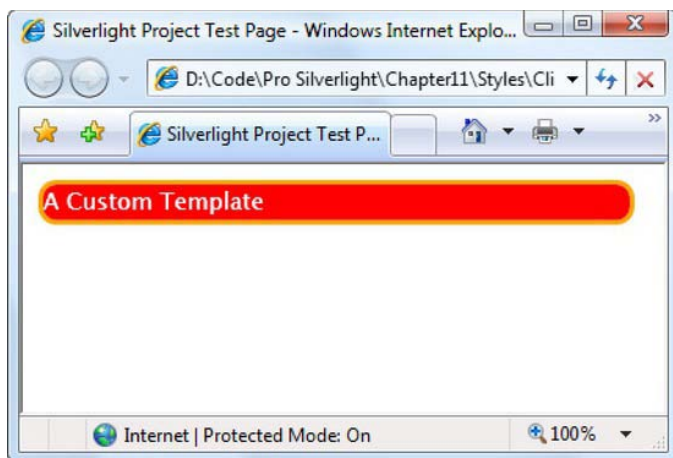 Silverlight Project Test Page - Windows Internet Explo...
D:\Code\Pro Silverlight\Chapter11\Styles\Cli
Silverlight Project Test P...
A Custom Template
Internet | Protected Mode: On
100%